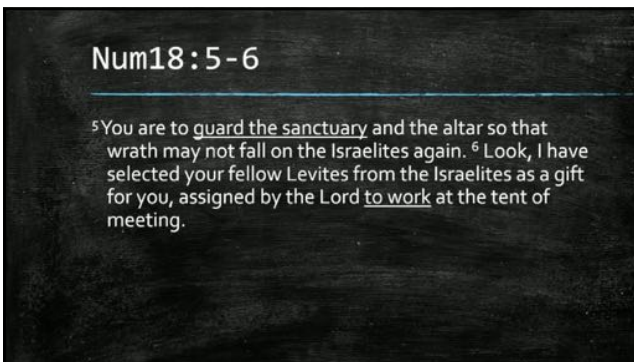 Num18:5-6
5 You are to guard the sanctuary and the altar so that
wrath may not fall on the Israelites again. 6 Look, I have
selected your fellow Levites from the Israelites as a gift
for you, assigned by the Lord to work at the tent of
meeting.